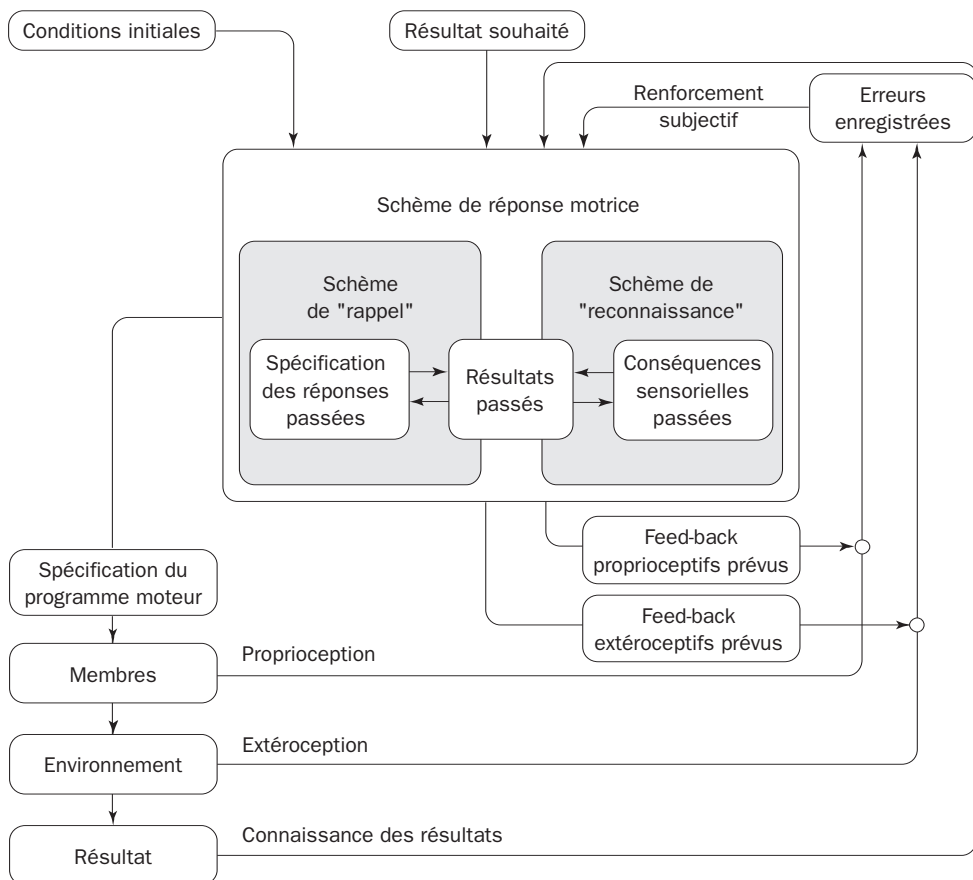 Conditions initiales
Résultat souhaité
Renforcement
subjectif
Erreurs
enregistrées
Schème de réponse motrice
Schème
de "rappel"
Schème de
"reconnaissance"
Spécification
des réponses
passées
Résultats
passés
Conséquences
sensorielles
passées
Feed-back
proprioceptifs prévus
Spécification du
programme moteur
Feed-back
extéroceptifs prévus
Proprioception
Membres
Extéroception
Environnement
Connaissance des résultats
Résultat